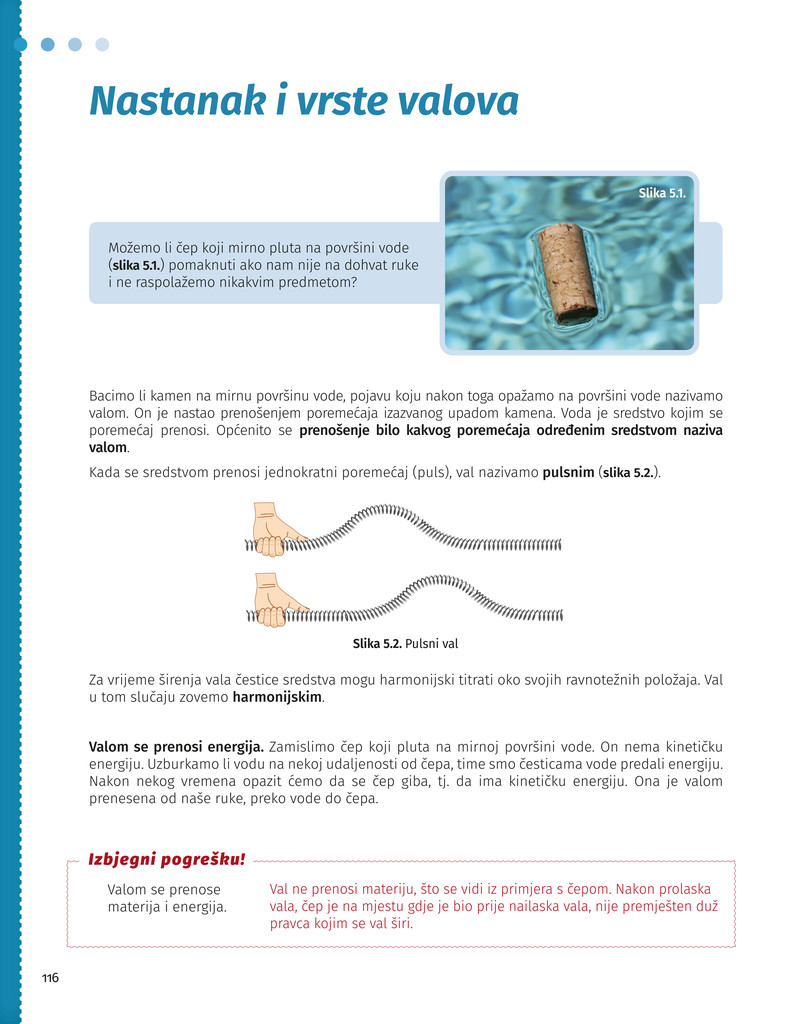 Nastanak i vrste valova
Slika 5.1.
Možemo li čep koji mirno pluta na površini vode
(slika 5.1.) pomaknuti ako nam nije na dohvat ruke
i ne raspolažemo nikakvim predmetom?
Bacimo li kamen na mirnu površinu vode, pojavu koju nakon toga opažamo na površini vode nazivamo
valom. On je nastao prenošenjem poremećaja izazvanog upadom kamena. Voda je sredstvo kojim se
poremećaj prenosi. Općenito se prenošenje bilo kakvog poremećaja određenim sredstvom naziva
valom.
Kada se sredstvom prenosi jednokratni poremećaj (puls), val nazivamo pulsnim (slika 5.2.).
Slika 5.2. Pulsni val
Za vrijeme širenja vala čestice sredstva mogu harmonijski titrati oko svojih ravnotežnih položaja. Val
u tom slučaju zovemo harmonijskim.
Valom se prenosi energija. Zamislimo čep koji pluta na mirnoj površini vode. On nema kinetičku
energiju. Uzburkamo li vodu na nekoj udaljenosti od čepa, time smo česticama vode predali energiju.
Nakon nekog vremena opazit ćemo da se čep giba, tj. da ima kinetičku energiju. Ona je valom
prenesena od naše ruke, preko vode do čepa.
Izbjegni pogrešku!
Valom se prenose
materija i energija.
Val ne prenosi materiju, što se vidi iz primjera s čepom. Nakon prolaska
vala, čep je na mjestu gdje je bio prije nailaska vala, nije premješten duž
pravca kojim se val širi.
116